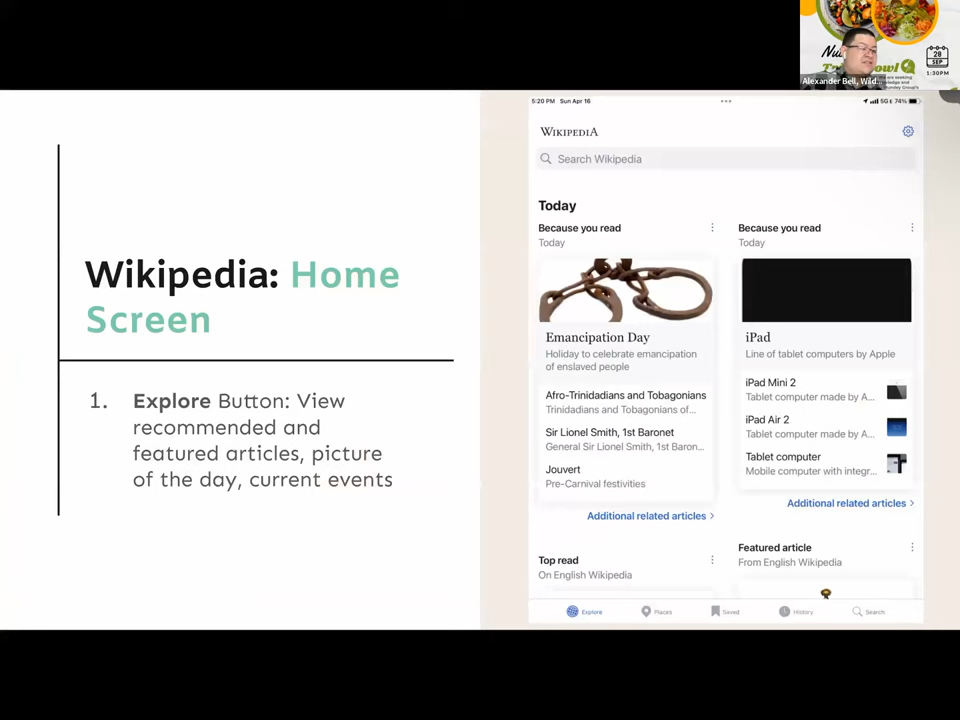 28
SEP
1:30PM
Alexander Bell, Wild...
Wikipedia: Home
Screen
1. Explore Button: View
recommended and
featured articles, picture
of the day, current events
5:20 PM Sun Apr 16
5G E 74%
WIKIPEDIA
Search Wikipedia
Today
Because you read
Today
Emancipation Day
Holiday to celebrate emancipation
of enslaved people
Afro-Trinidadians and Tobagonians
Trinidadians and Tobagonians of...
Sir Lionel Smith, 1st Baronet
General Sir Lionel Smith, 1st Baron...
Jouvert
Pre-Carnival festivities
Additional related articles >
Because you read
Today
iPad
Line of tablet computers by Apple
iPad Mini 2
Tablet computer made by A...
iPad Air 2
Tablet computer made by A...
Tablet computer
Mobile computer with integr...
Additional related articles >
Top read
On English Wikipedia
Featured article
From English Wikipedia
Explore
Places
Saved
History
Search